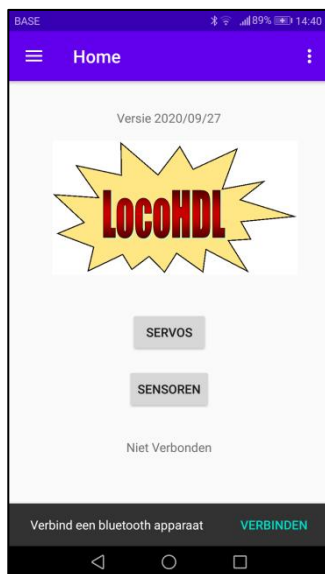 BASE 89% 14:40
Home
Versie 2020/09/27
LOCOHDL
SERVOS
SENSOREN
Niet Verbonden
Verbind een bluetooth apparaat VERBINDEN